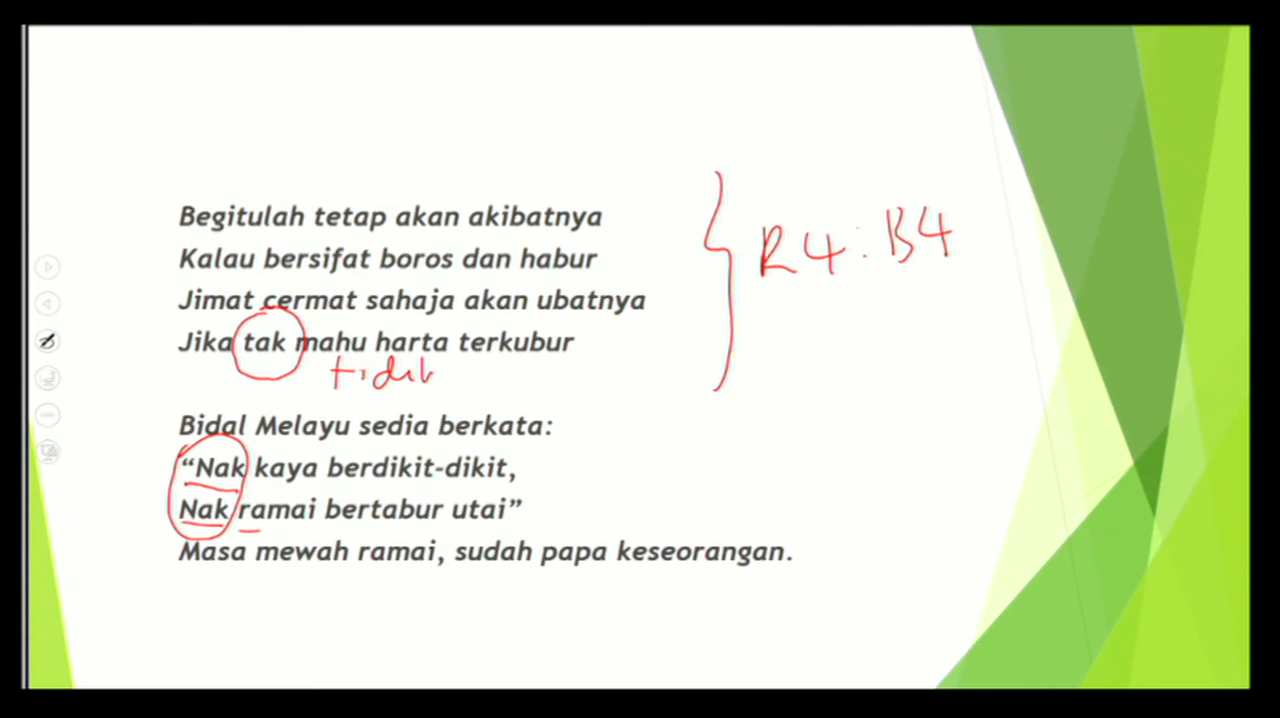 Begitulah tetap akan akibatnya
Kalau bersifat boros dan habur
Jimat cermat sahaja akan ubatnya
Jika tak mahu harta terkubur
tidak
R4: B4
Bidal Melayu sedia berkata:
“Nak kaya berdikit-dikit,
Nak ramai bertabur utai”
Masa mewah ramai, sudah papa keseorangan.